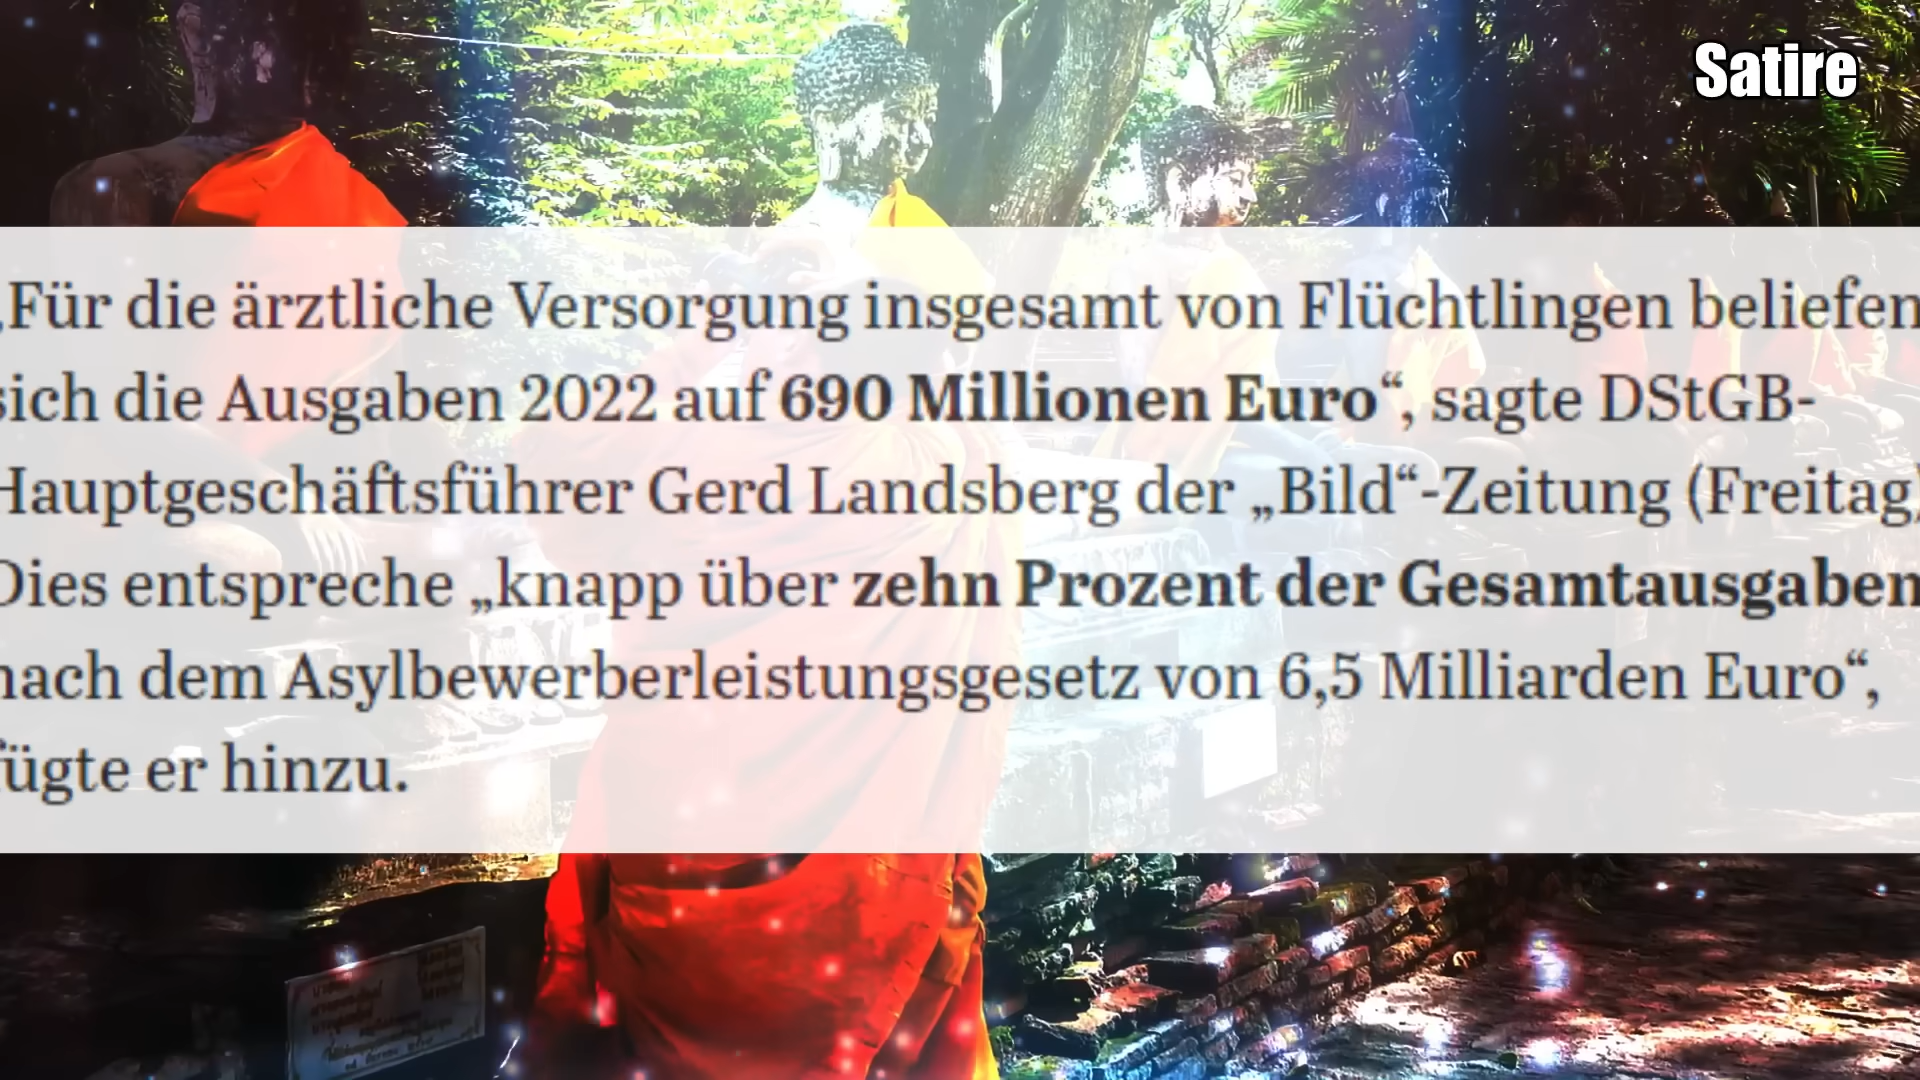 Satire
„Für die ärztliche Versorgung insgesamt von Flüchtlingen beliefen
sich die Ausgaben 2022 auf 690 Millionen Euro“, sagte DStGB-
Hauptgeschäftsführer Gerd Landsberg der „Bild“-Zeitung (Freitag)
Dies entspreche „knapp über zehn Prozent der Gesamtausgaben
nach dem Asylbewerberleistungsgesetz von 6,5 Milliarden Euro“,
fügte er hinzu.